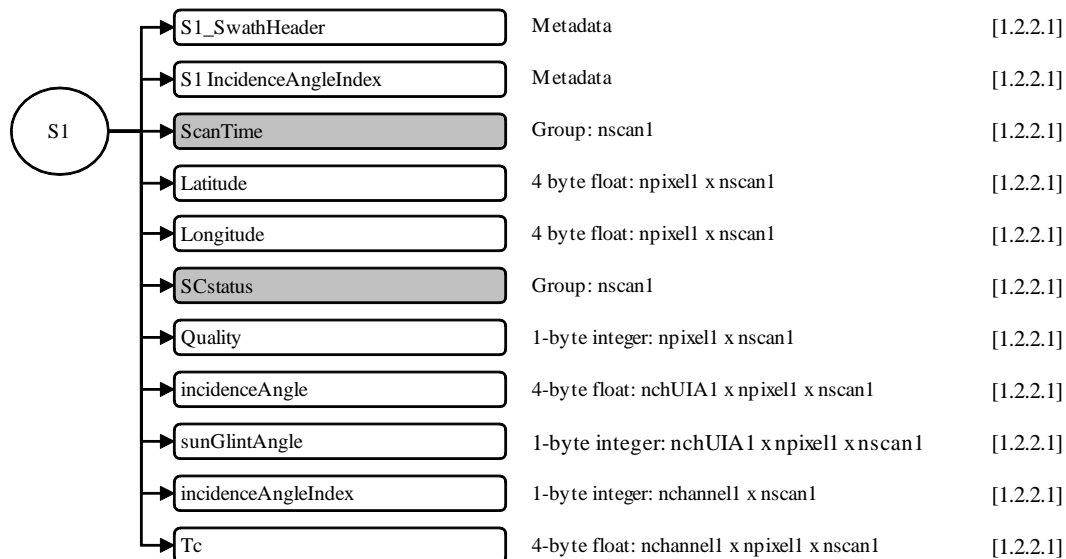 S1_SwathHeader Metadata [1.2.2.1]
S1 IncidenceAngleIndex Metadata [1.2.2.1]
S1 ScanTime Group: nscan1 [1.2.2.1]
Latitude 4 byte float: npixel1 x nscan1 [1.2.2.1]
Longitude 4 byte float: npixel1 x nscan1 [1.2.2.1]
SCstatus Group: nscan1 [1.2.2.1]
Quality 1-byte integer: npixel1 x nscan1 [1.2.2.1]
incidenceAngle 4-byte float: nchUIA1 x npixel1 x nscan1 [1.2.2.1]
sunGlintAngle 1-byte integer: nchUIA1 x npixel1 x nscan1 [1.2.2.1]
incidenceAngleIndex 1-byte integer: nchannel1 x nscan1 [1.2.2.1]
Tc 4-byte float: nchannel1 x npixel1 x nscan1 [1.2.2.1]